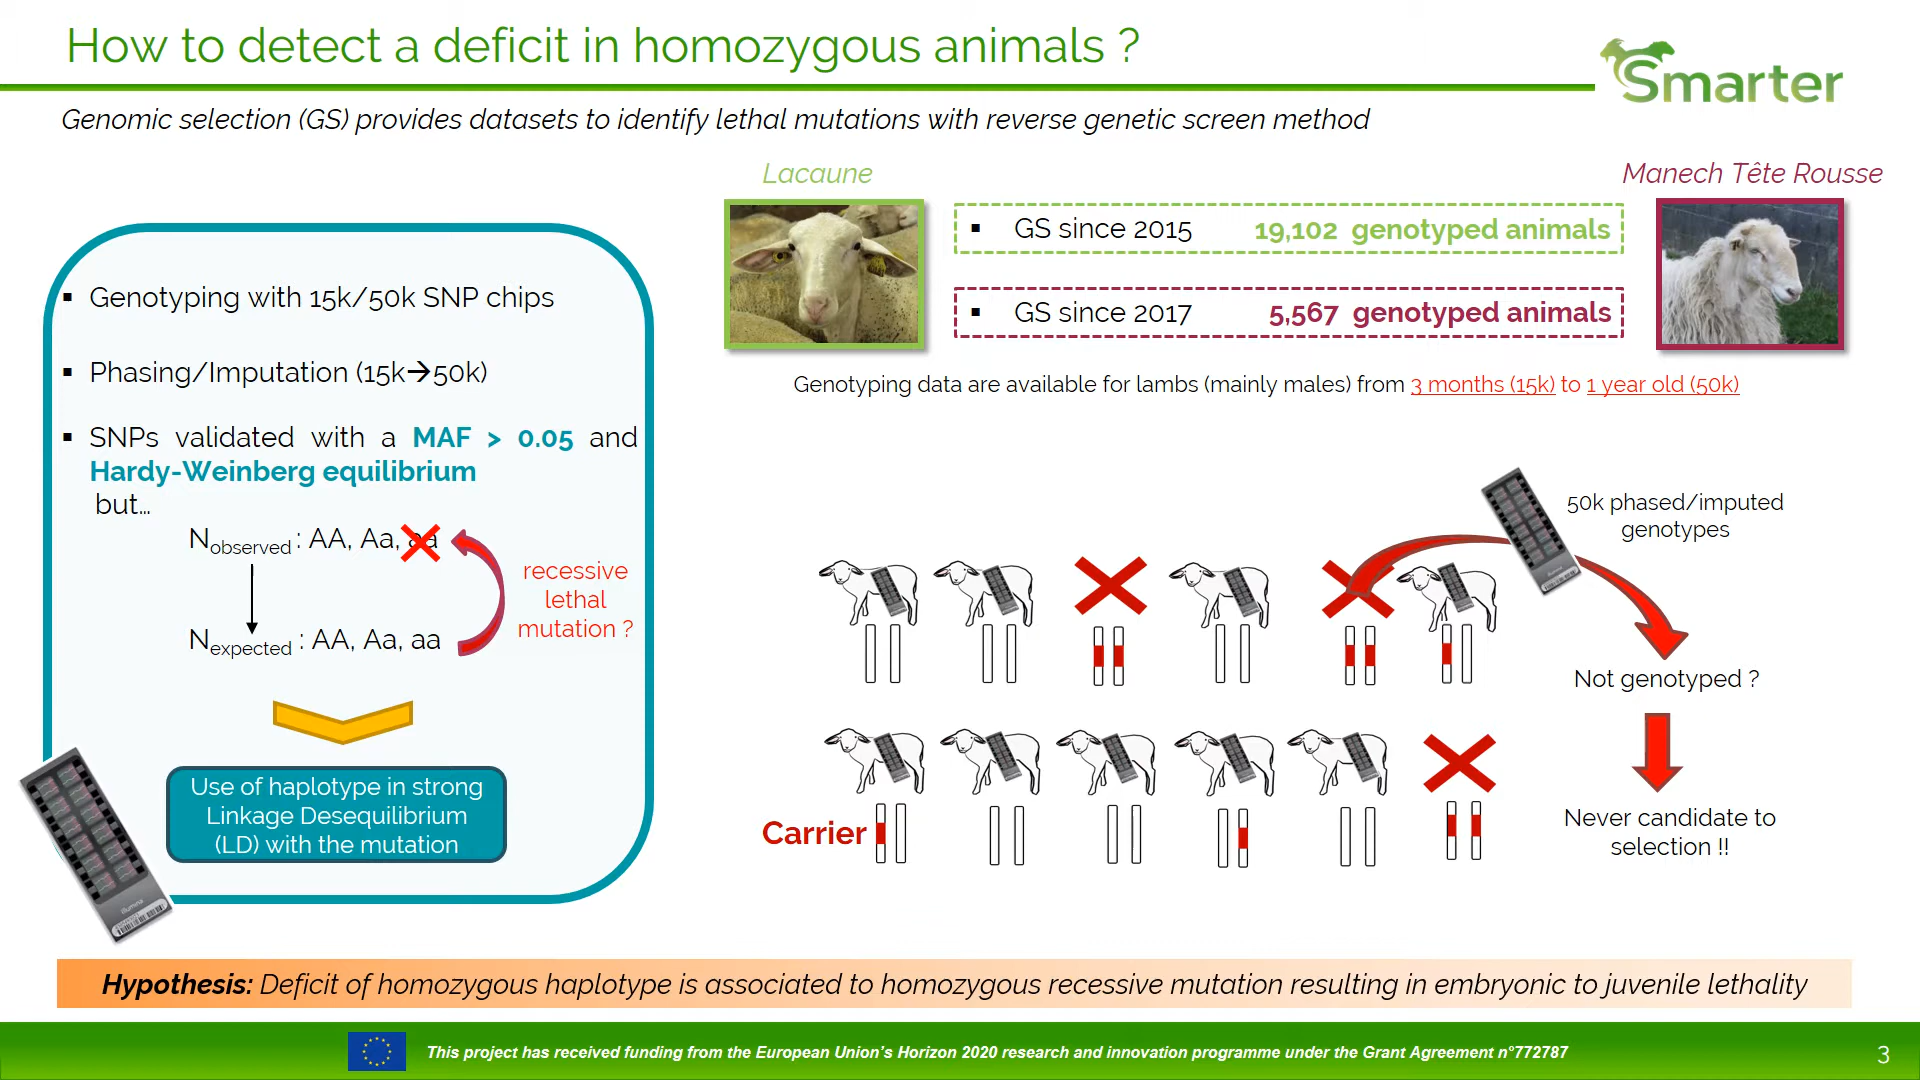 How to detect a deficit in homozygous animals ?
Smarter
Genomic selection (GS) provides datasets to identify lethal mutations with reverse genetic screen method
Lacaune
Manech Tête Rousse
▪ GS since 2015 19,102 genotyped animals
▪ GS since 2017 5,567 genotyped animals
Genotyping data are available for lambs (mainly males) from 3 months (15k) to 1 year old (50k)
▪ Genotyping with 15k/50k SNP chips
▪ Phasing/Imputation (15k→50k)
▪ SNPs validated with a MAF > 0.05 and
Hardy-Weinberg equilibrium
but...
Nobserved : AA, Aa, aa
recessive
lethal
mutation ?
Nexpected : AA, Aa, aa
Use of haplotype in strong
Linkage Desequilibrium
(LD) with the mutation
50k phased/imputed
genotypes
Not genotyped ?
Never candidate to
selection !!
Carrier
Hypothesis: Deficit of homozygous haplotype is associated to homozygous recessive mutation resulting in embryonic to juvenile lethality
This project has received funding from the European Union's Horizon 2020 research and innovation programme under the Grant Agreement n°772787
3